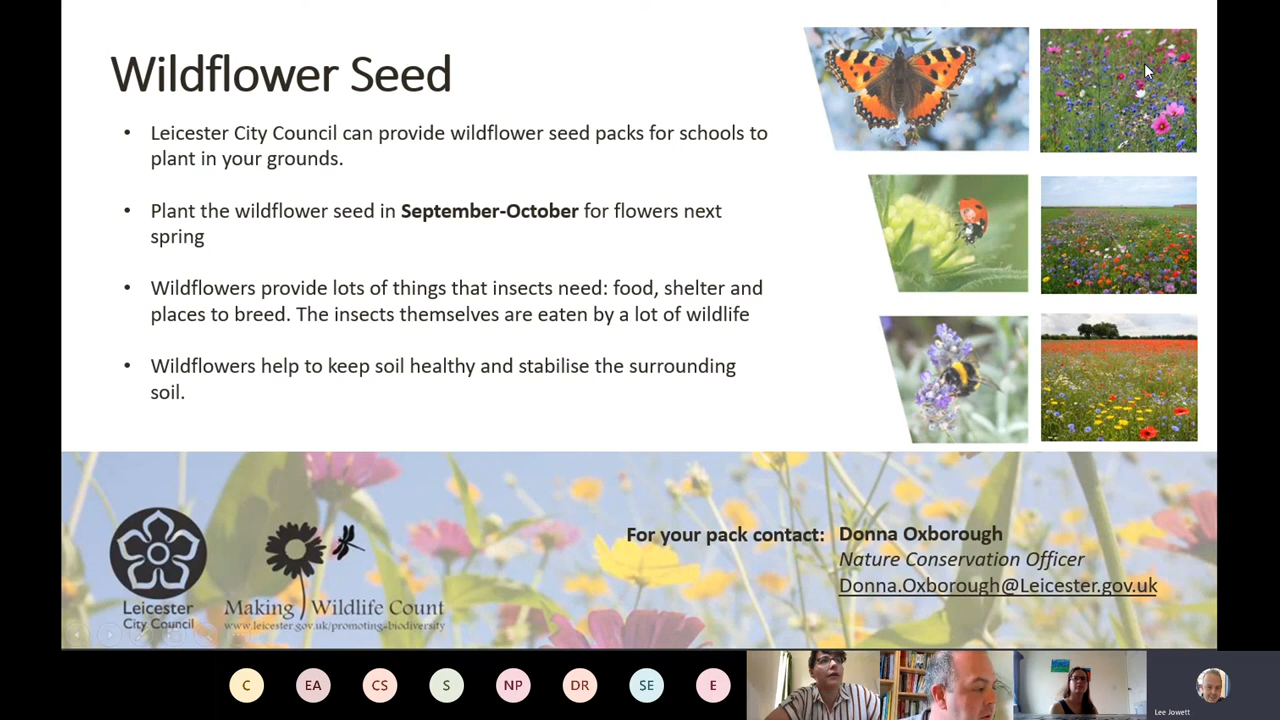 Wildflower Seed
• Leicester City Council can provide wildflower seed packs for schools to
plant in your grounds.
• Plant the wildflower seed in September-October for flowers next
spring
• Wildflowers provide lots of things that insects need: food, shelter and
places to breed. The insects themselves are eaten by a lot of wildlife
• Wildflowers help to keep soil healthy and stabilise the surrounding
soil.
For your pack contact: Donna Oxborough
Nature Conservation Officer
Donna.Oxborough@Leicester.gov.uk
Leicester
City Council
Making Wildlife Count
www.leicester.gov.uk/promoting-biodiversity
C EA CS S NP DR SE E
Lee Jowett